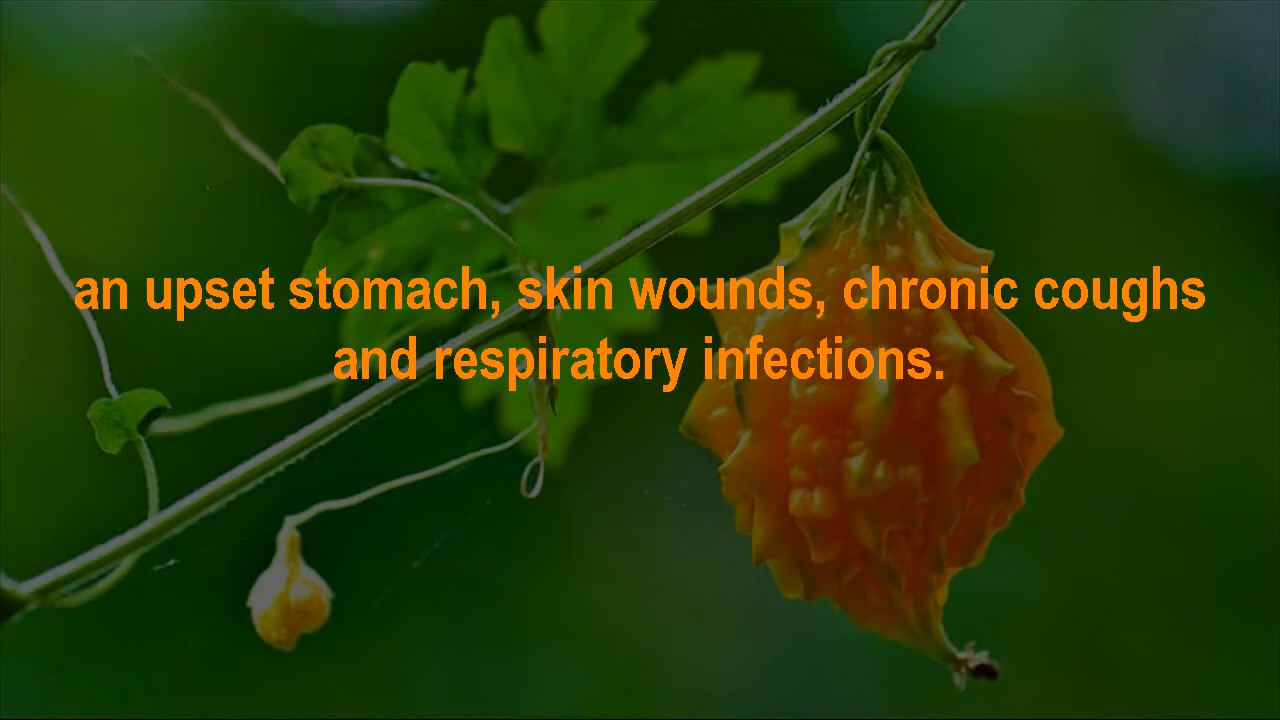 an upset stomach, skin wounds, chronic coughs
and respiratory infections.